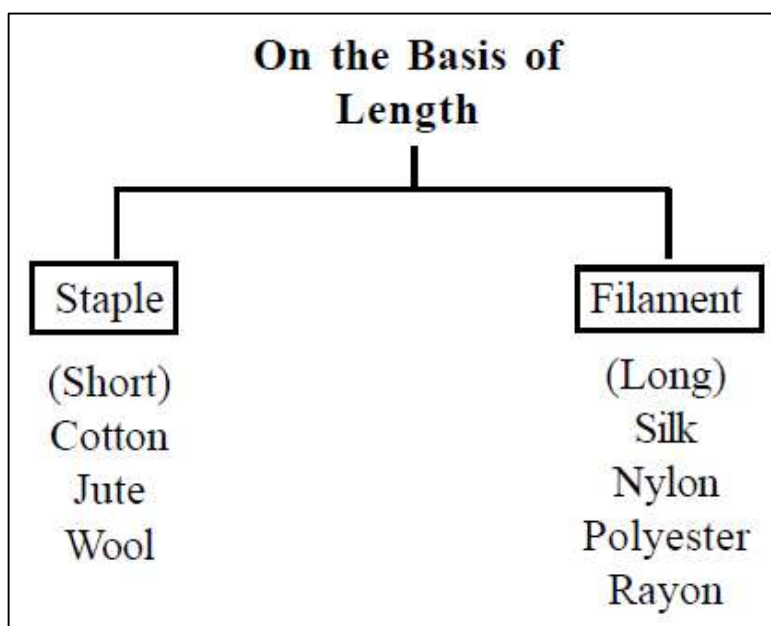 On the Basis of
Length
Staple
(Short)
Cotton
Jute
Wool
Filament
(Long)
Silk
Nylon
Polyester
Rayon